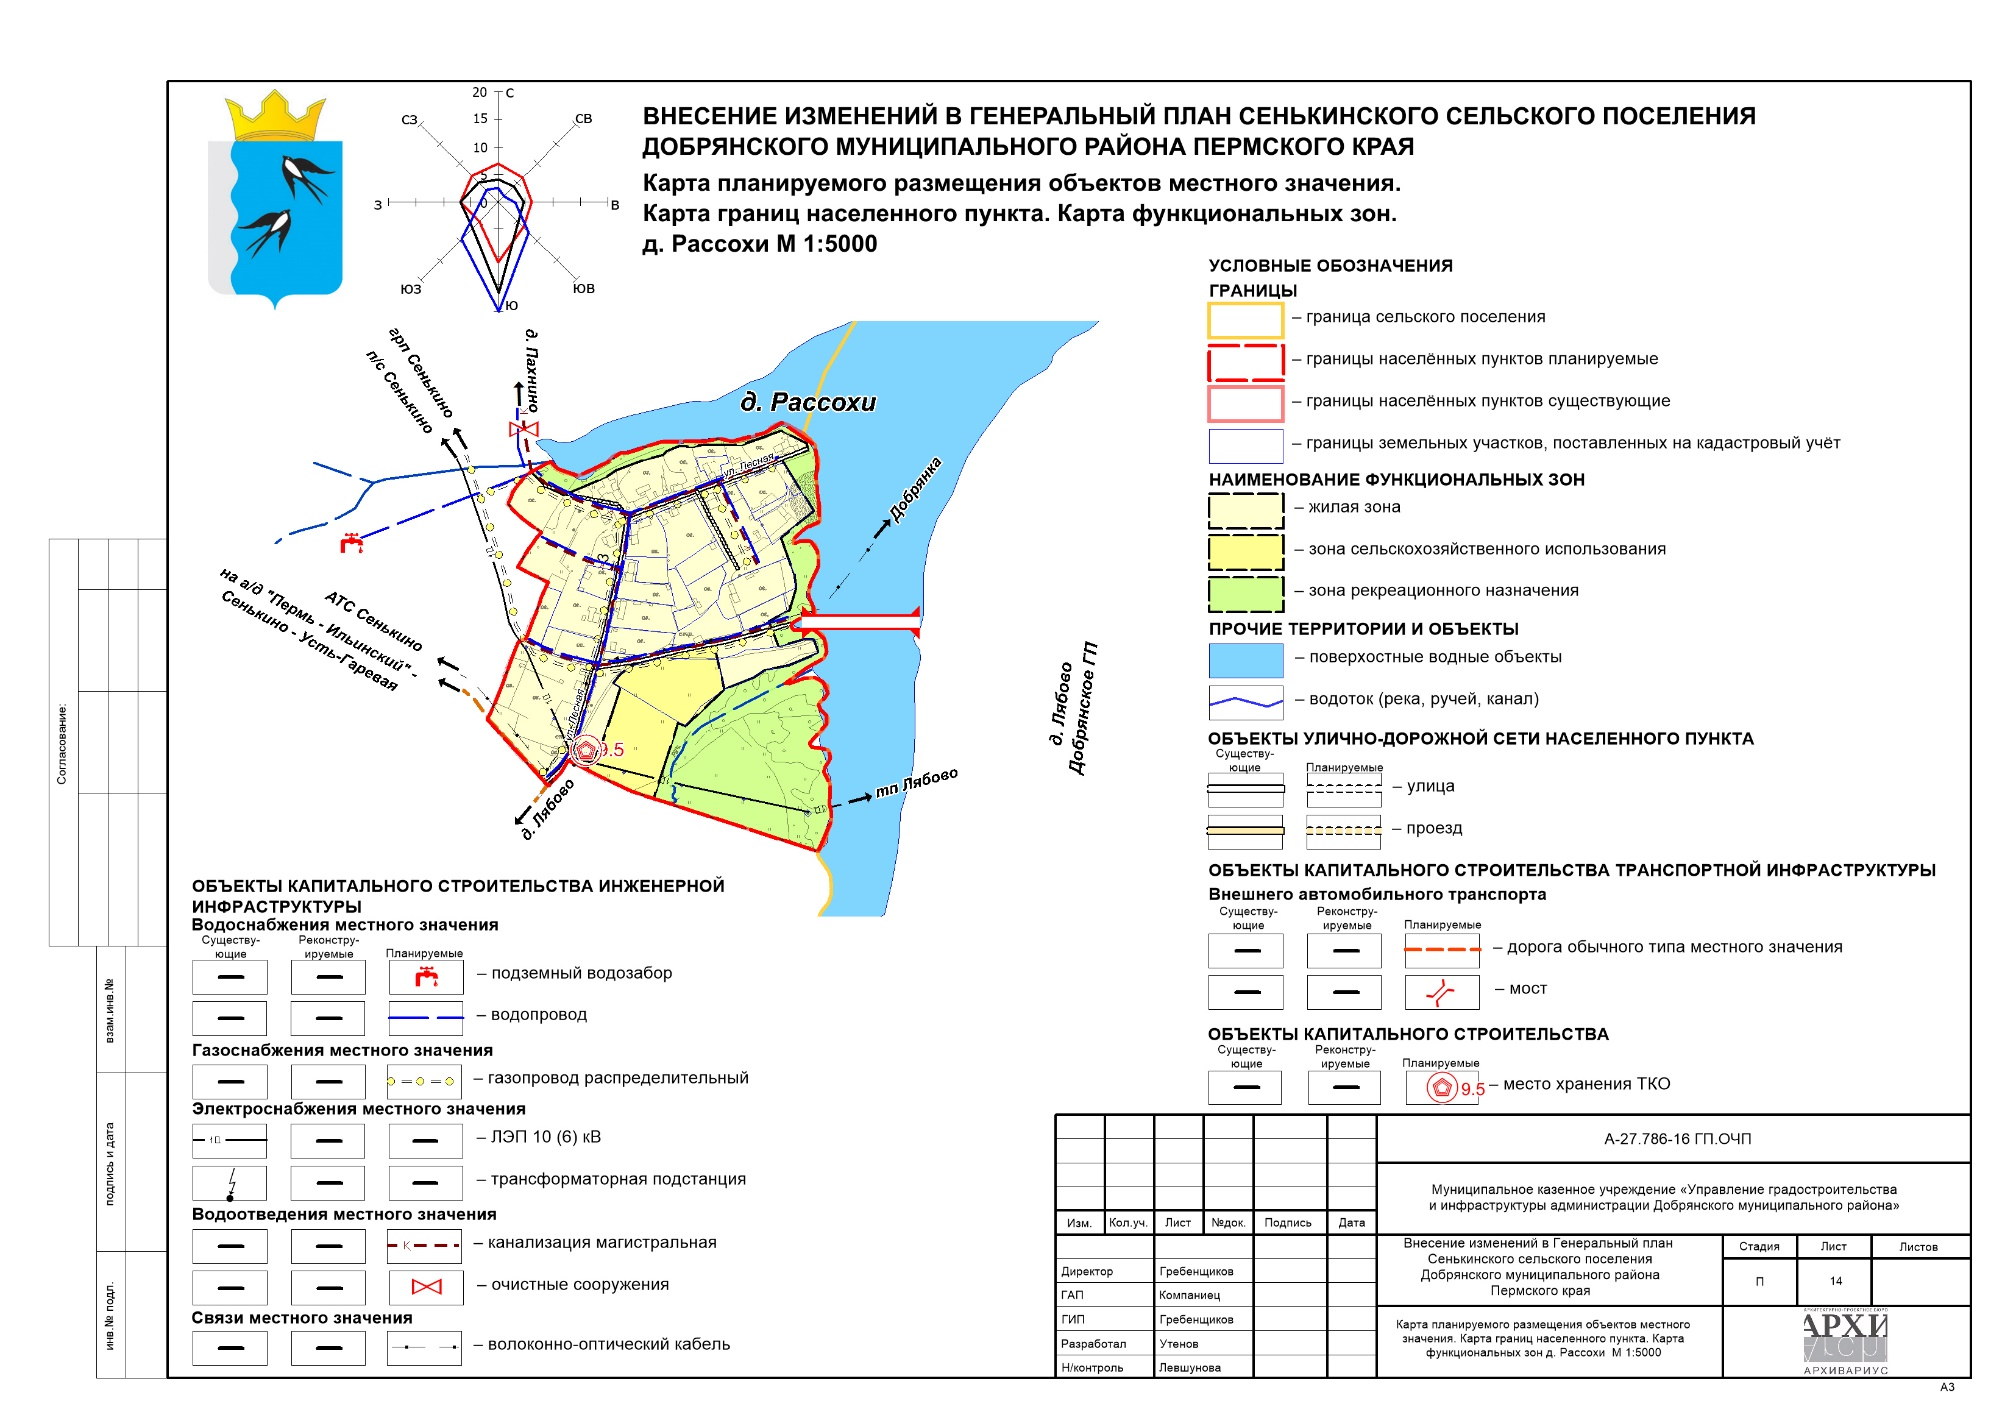 ВНЕСЕНИЕ ИЗМЕНЕНИЙ В ГЕНЕРАЛЬНЫЙ ПЛАН СЕНЬКИНСКОГО СЕЛЬСКОГО ПОСЕЛЕНИЯ
ДОБРЯНСКОГО МУНИЦИПАЛЬНОГО РАЙОНА ПЕРМСКОГО КРАЯ
Карта планируемого размещения объектов местного значения.
Карта границ населенного пункта. Карта функциональных зон.
д. Рассохи М 1:5000
20
15
10
5
0
С
СВ
В
ЮВ
Ю
ЮЗ
З
СЗ
грп Сенькино
п/с Сенькино
д. Пахнино
д. Рассохи
ул. Лесная
Добрянка
АТС Сенькино
на а/д "Пермь - Ильинский" -
Сенькино - Усть-Гаревая
ул. Лесная
9.5
д. Лябово
тп Лябово
д. Лябово
Добрянское ГП
УСЛОВНЫЕ ОБОЗНАЧЕНИЯ
ГРАНИЦЫ
– граница сельского поселения
– границы населённых пунктов планируемые
– границы населённых пунктов существующие
– границы земельных участков, поставленных на кадастровый учёт
НАИМЕНОВАНИЕ ФУНКЦИОНАЛЬНЫХ ЗОН
– жилая зона
– зона сельскохозяйственного использования
– зона рекреационного назначения
ПРОЧИЕ ТЕРРИТОРИИ И ОБЪЕКТЫ
– поверхостные водные объекты
– водоток (река, ручей, канал)
ОБЪЕКТЫ УЛИЧНО-ДОРОЖНОЙ СЕТИ НАСЕЛЕННОГО ПУНКТА
Существу-
ющие
Планируемые
– улица
– проезд
ОБЪЕКТЫ КАПИТАЛЬНОГО СТРОИТЕЛЬСТВА ТРАНСПОРТНОЙ ИНФРАСТРУКТУРЫ
Внешнего автомобильного транспорта
Существу-
ющие
Реконстру-
ируемые
Планируемые
– дорога обычного типа местного значения
– мост
ОБЪЕКТЫ КАПИТАЛЬНОГО СТРОИТЕЛЬСТВА
Существу-
ющие
Реконстру-
ируемые
Планируемые
9.5
– место хранения ТКО
ОБЪЕКТЫ КАПИТАЛЬНОГО СТРОИТЕЛЬСТВА ИНЖЕНЕРНОЙ
ИНФРАСТРУКТУРЫ
Водоснабжения местного значения
Существу-
ющие
Реконстру-
ируемые
Планируемые
– подземный водозабор
– водопровод
Газоснабжения местного значения
– газопровод распределительный
Электроснабжения местного значения
– ЛЭП 10 (6) кВ
– трансформаторная подстанция
Водоотведения местного значения
К
– канализация магистральная
– очистные сооружения
Связи местного значения
– волоконно-оптический кабель
Согласование:
взам.инв.№
подпись и дата
инв.№ подл.
А-27.786-16 ГП.ОЧП
Муниципальное казенное учреждение «Управление градостроительства
и инфраструктуры администрации Добрянского муниципального района»
Изм.
Кол.уч.
Лист
№док.
Подпись
Дата
Внесение изменений в Генеральный план
Сенькинского сельского поселения
Добрянского муниципального района
Пермского края
Стадия
Лист
Листов
П
14
Директор
Гребенщиков
ГАП
Компаниец
ГИП
Гребенщиков
Разработал
Утенов
Н/контроль
Левшунова
Карта планируемого размещения объектов местного
значения. Карта границ населенного пункта. Карта
функциональных зон д. Рассохи М 1:5000
АРХИТЕКТУРНО-ПРОЕКТНОЕ БЮРО
АРХИ
АРХИВАРИУС
А3